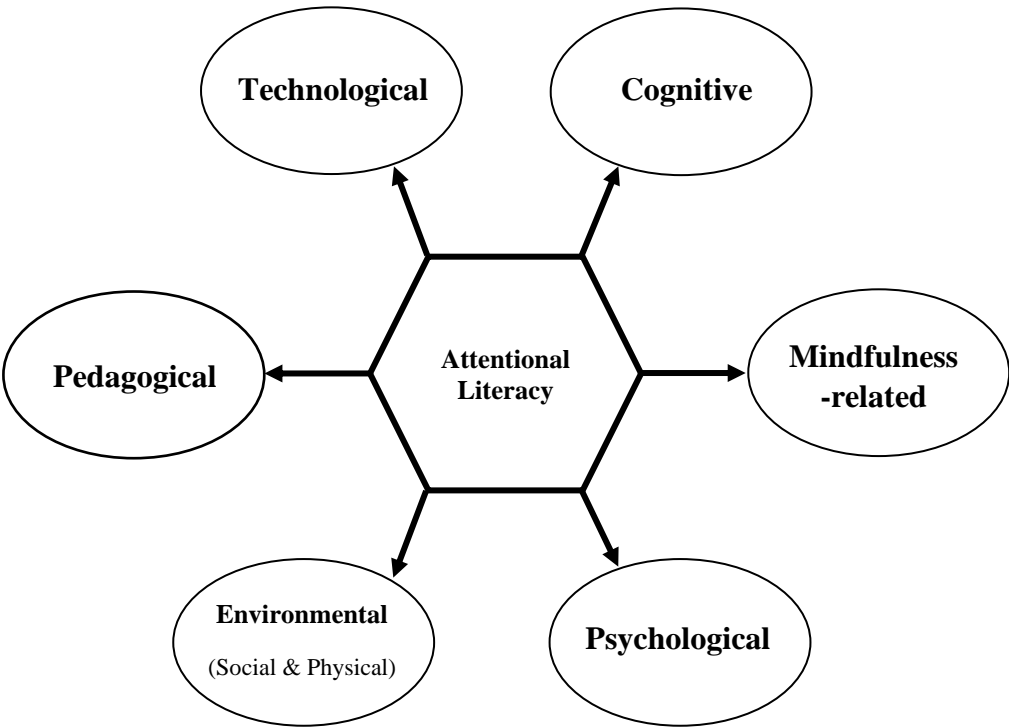 Technological
Cognitive
Attentional
Literacy
Mindfulness
-related
Pedagogical
Environmental
(Social & Physical)
Psychological